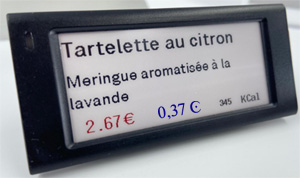 Tartelette au citron
Meringue aromatisée à la
lavande
2.67€ 0,37 € 345 KCal